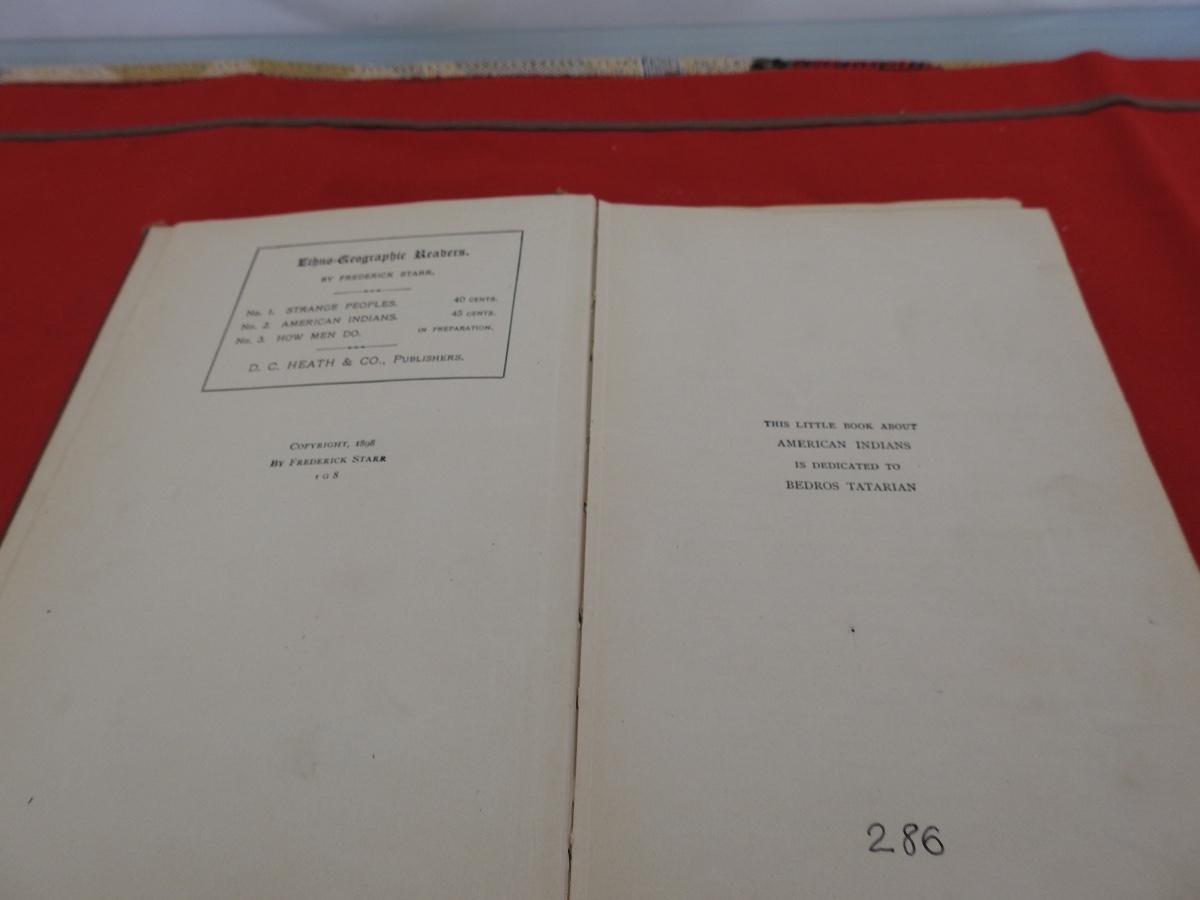 Ethno-Geographic Readers.
BY FREDERICK STARR.
No. 1. STRANGE PEOPLES. 40 CENTS.
No. 2. AMERICAN INDIANS. 45 CENTS.
No. 3. HOW MEN DO. IN PREPARATION.
D. C. HEATH & CO., PUBLISHERS.
COPYRIGHT, 1898
BY FREDERICK STARR
1 G 8
THIS LITTLE BOOK ABOUT
AMERICAN INDIANS
IS DEDICATED TO
BEDROS TATARIAN
286